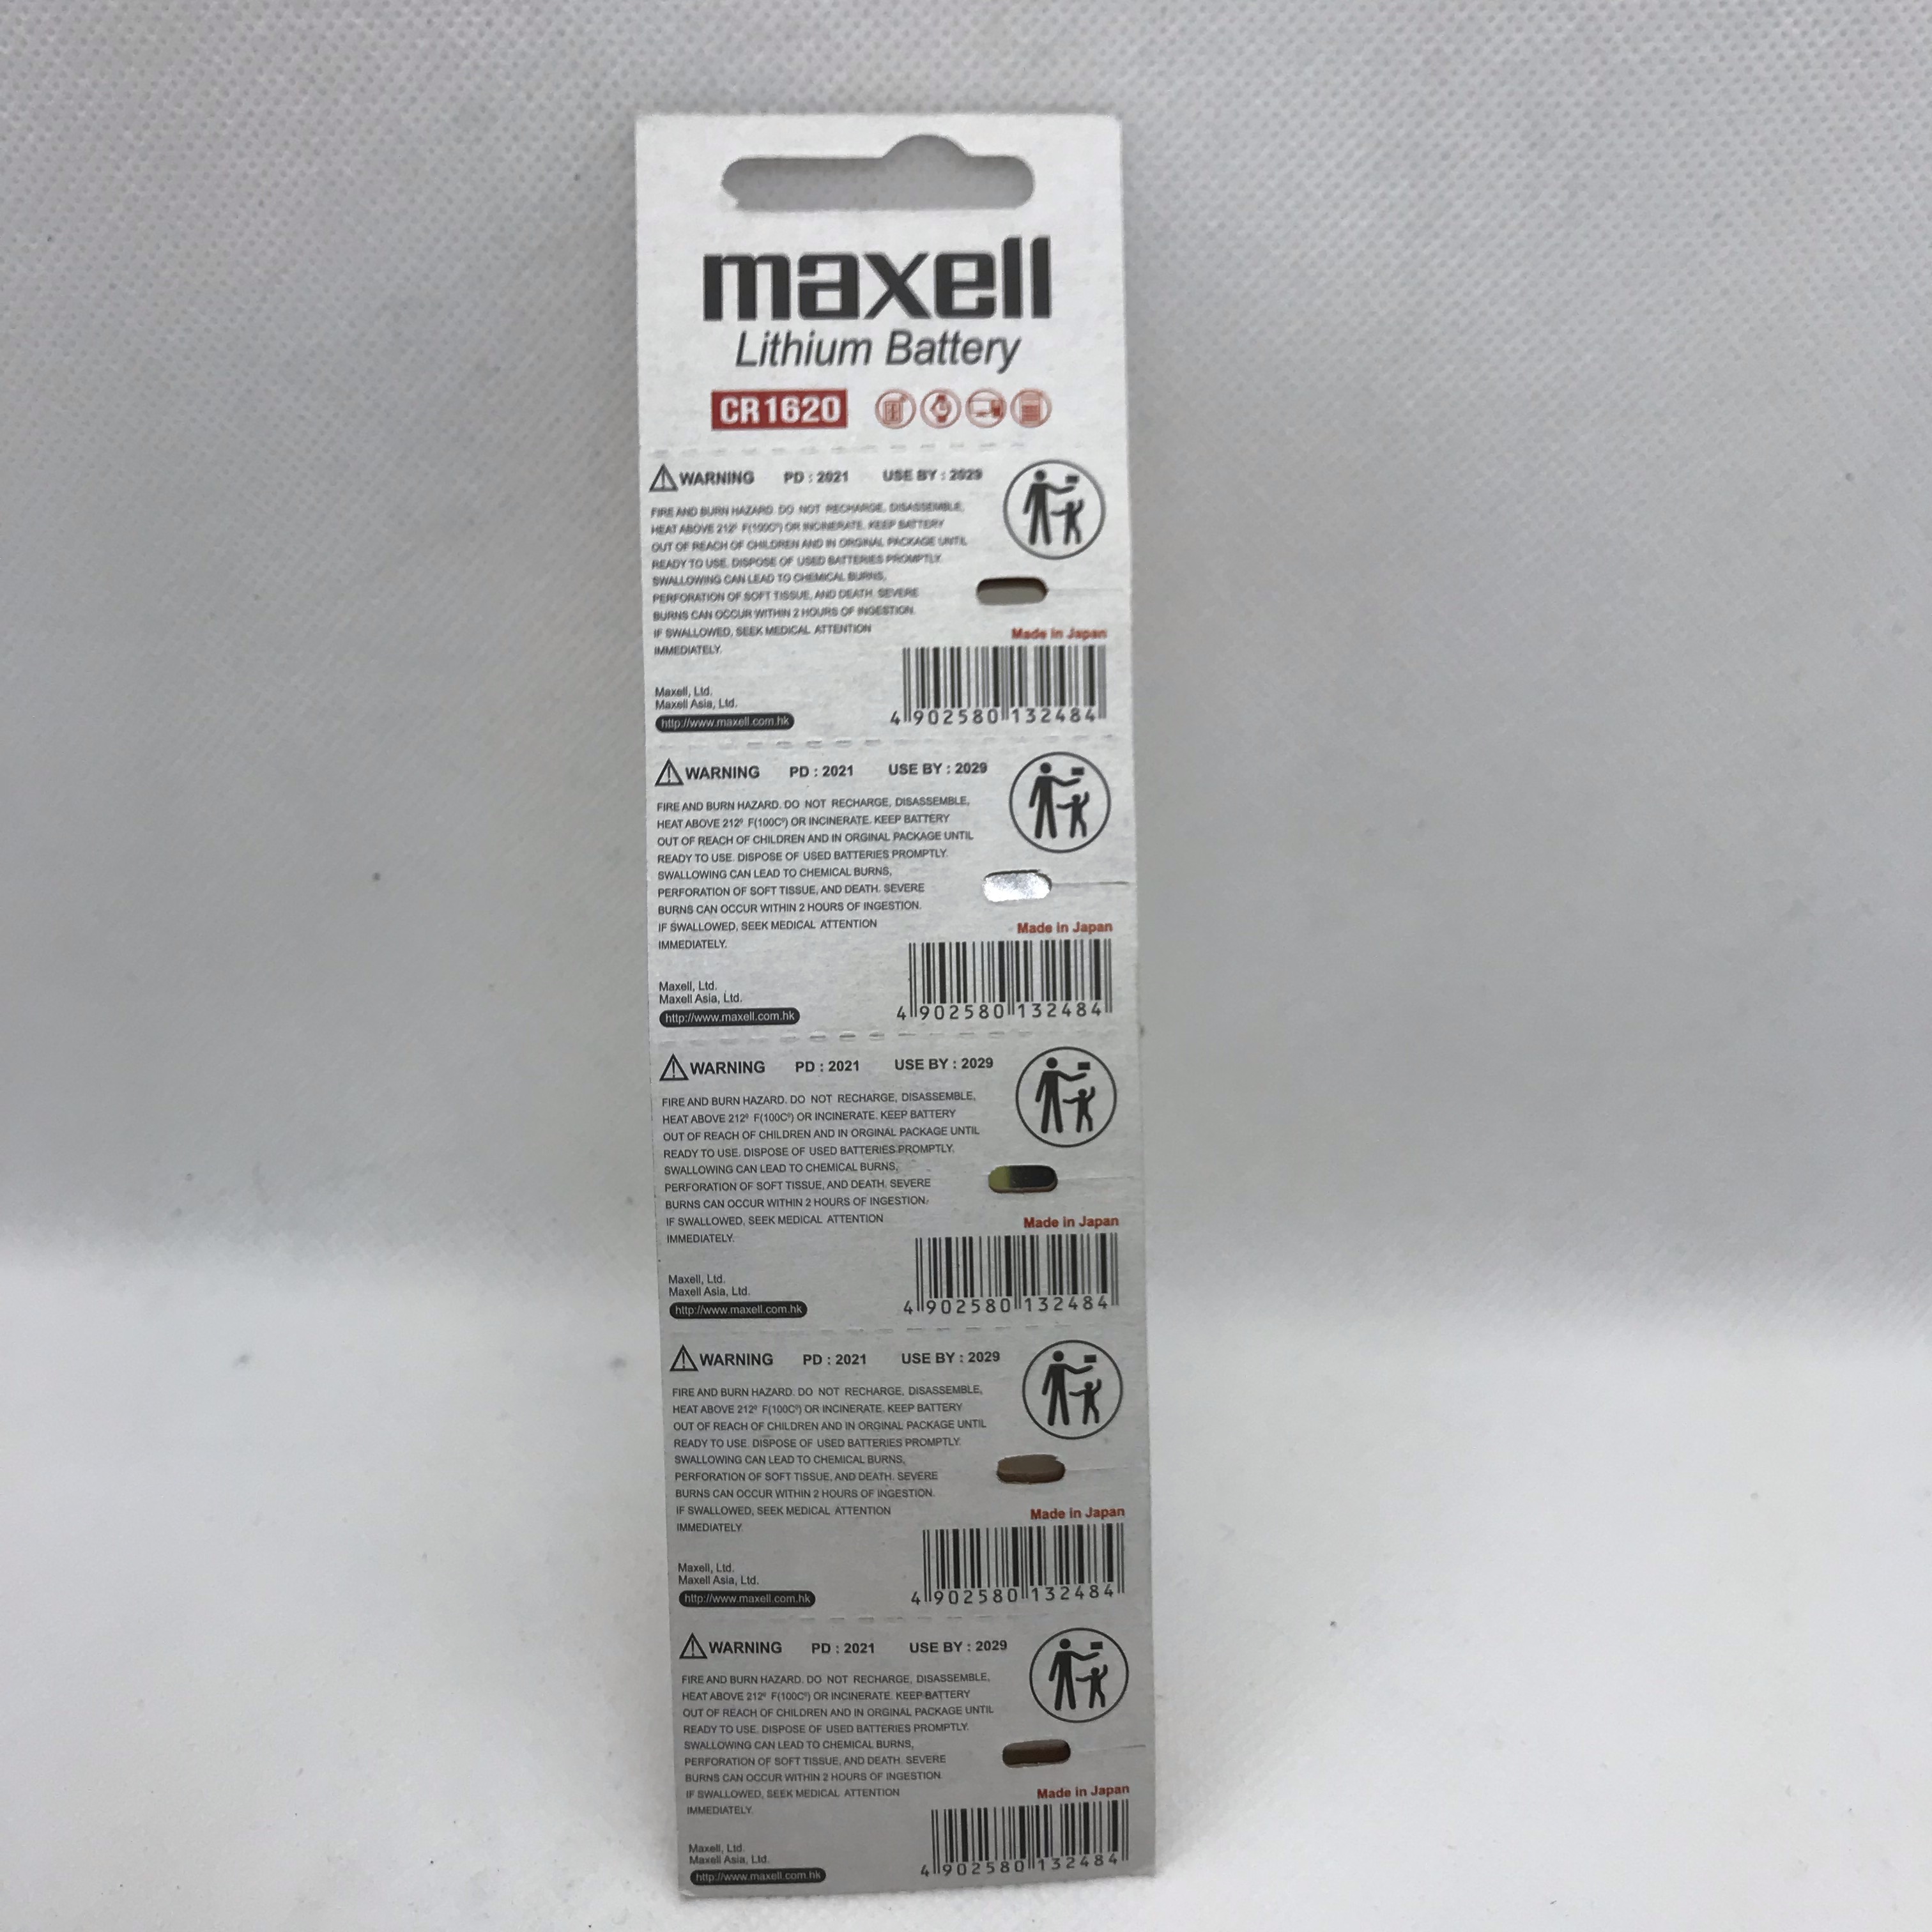 maxell
Lithium Battery
CR1620
WARNING PD : 2021 USE BY : 2029
FIRE AND BURN HAZARD. DO NOT RECHARGE, DISASSEMBLE,
HEAT ABOVE 212º F(100Cº) OR INCINERATE. KEEP BATTERY
OUT OF REACH OF CHILDREN AND IN ORGINAL PACKAGE UNTIL
READY TO USE. DISPOSE OF USED BATTERIES PROMPTLY.
SWALLOWING CAN LEAD TO CHEMICAL BURNS,
PERFORATION OF SOFT TISSUE, AND DEATH. SEVERE
BURNS CAN OCCUR WITHIN 2 HOURS OF INGESTION.
IF SWALLOWED, SEEK MEDICAL ATTENTION
IMMEDIATELY.
Made in Japan
Maxell, Ltd.
Maxell Asia, Ltd.
http://www.maxell.com.hk
4 902580 132484
WARNING PD : 2021 USE BY : 2029
FIRE AND BURN HAZARD. DO NOT RECHARGE, DISASSEMBLE,
HEAT ABOVE 212º F(100Cº) OR INCINERATE. KEEP BATTERY
OUT OF REACH OF CHILDREN AND IN ORGINAL PACKAGE UNTIL
READY TO USE. DISPOSE OF USED BATTERIES PROMPTLY.
SWALLOWING CAN LEAD TO CHEMICAL BURNS,
PERFORATION OF SOFT TISSUE, AND DEATH. SEVERE
BURNS CAN OCCUR WITHIN 2 HOURS OF INGESTION.
IF SWALLOWED, SEEK MEDICAL ATTENTION
IMMEDIATELY.
Made in Japan
Maxell, Ltd.
Maxell Asia, Ltd.
http://www.maxell.com.hk
4 902580 132484
WARNING PD : 2021 USE BY : 2029
FIRE AND BURN HAZARD. DO NOT RECHARGE, DISASSEMBLE,
HEAT ABOVE 212º F(100Cº) OR INCINERATE. KEEP BATTERY
OUT OF REACH OF CHILDREN AND IN ORGINAL PACKAGE UNTIL
READY TO USE. DISPOSE OF USED BATTERIES PROMPTLY.
SWALLOWING CAN LEAD TO CHEMICAL BURNS,
PERFORATION OF SOFT TISSUE, AND DEATH. SEVERE
BURNS CAN OCCUR WITHIN 2 HOURS OF INGESTION.
IF SWALLOWED, SEEK MEDICAL ATTENTION
IMMEDIATELY.
Made in Japan
Maxell, Ltd.
Maxell Asia, Ltd.
http://www.maxell.com.hk
4 902580 132484
WARNING PD : 2021 USE BY : 2029
FIRE AND BURN HAZARD. DO NOT RECHARGE, DISASSEMBLE,
HEAT ABOVE 212º F(100Cº) OR INCINERATE. KEEP BATTERY
OUT OF REACH OF CHILDREN AND IN ORGINAL PACKAGE UNTIL
READY TO USE. DISPOSE OF USED BATTERIES PROMPTLY.
SWALLOWING CAN LEAD TO CHEMICAL BURNS,
PERFORATION OF SOFT TISSUE, AND DEATH. SEVERE
BURNS CAN OCCUR WITHIN 2 HOURS OF INGESTION.
IF SWALLOWED, SEEK MEDICAL ATTENTION
IMMEDIATELY.
Made in Japan
Maxell, Ltd.
Maxell Asia, Ltd.
http://www.maxell.com.hk
4 902580 132484
WARNING PD : 2021 USE BY : 2029
FIRE AND BURN HAZARD. DO NOT RECHARGE, DISASSEMBLE,
HEAT ABOVE 212º F(100Cº) OR INCINERATE. KEEP BATTERY
OUT OF REACH OF CHILDREN AND IN ORGINAL PACKAGE UNTIL
READY TO USE. DISPOSE OF USED BATTERIES PROMPTLY.
SWALLOWING CAN LEAD TO CHEMICAL BURNS,
PERFORATION OF SOFT TISSUE, AND DEATH. SEVERE
BURNS CAN OCCUR WITHIN 2 HOURS OF INGESTION.
IF SWALLOWED, SEEK MEDICAL ATTENTION
IMMEDIATELY.
Made in Japan
Maxell, Ltd.
Maxell Asia, Ltd.
http://www.maxell.com.hk
4 902580 132484